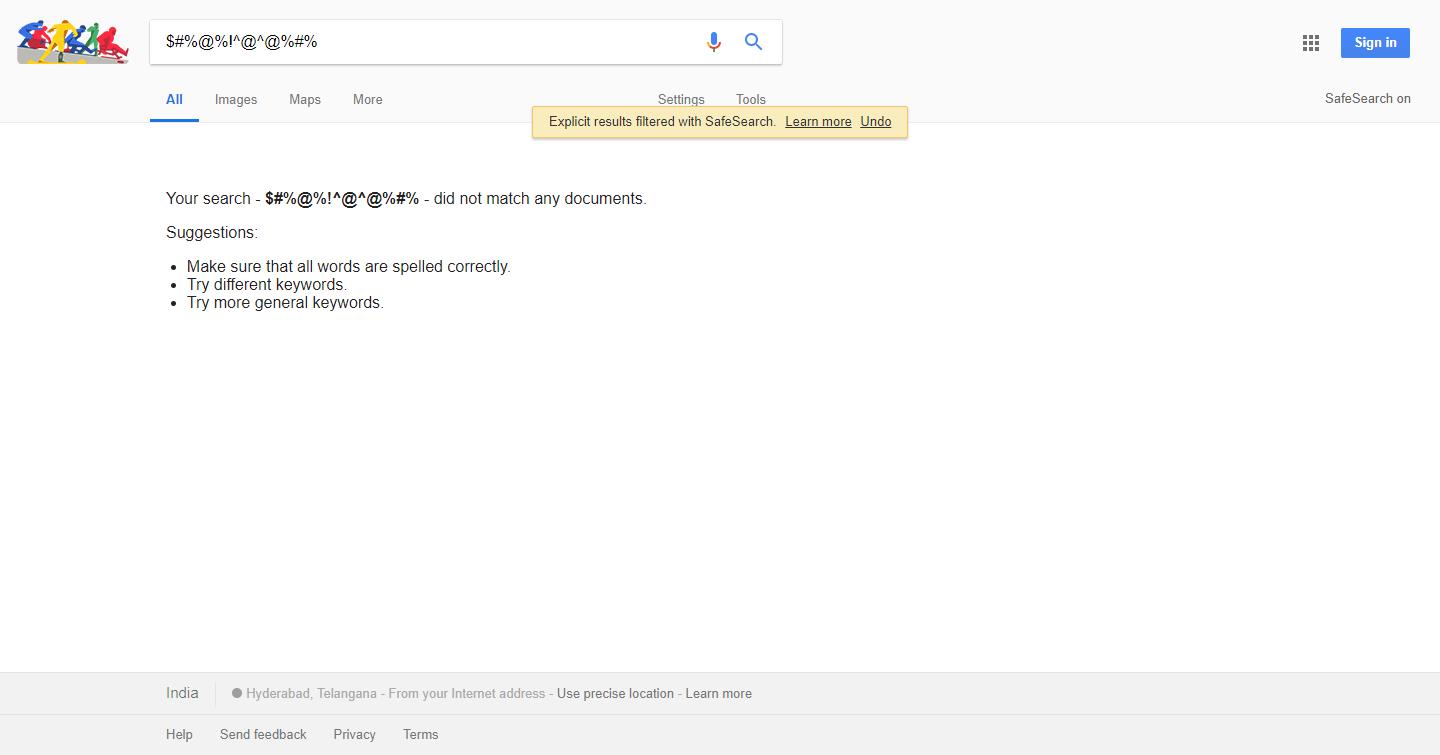 $#%@%!^@^@%#%
Sign in
All Images Maps More Settings Tools
SafeSearch on
Explicit results filtered with SafeSearch. Learn more Undo
Your search - $#%@%!^@^@%#% - did not match any documents.
Suggestions:
Make sure that all words are spelled correctly.
Try different keywords.
Try more general keywords.
India Hyderabad, Telangana - From your Internet address - Use precise location - Learn more
Help Send feedback Privacy Terms